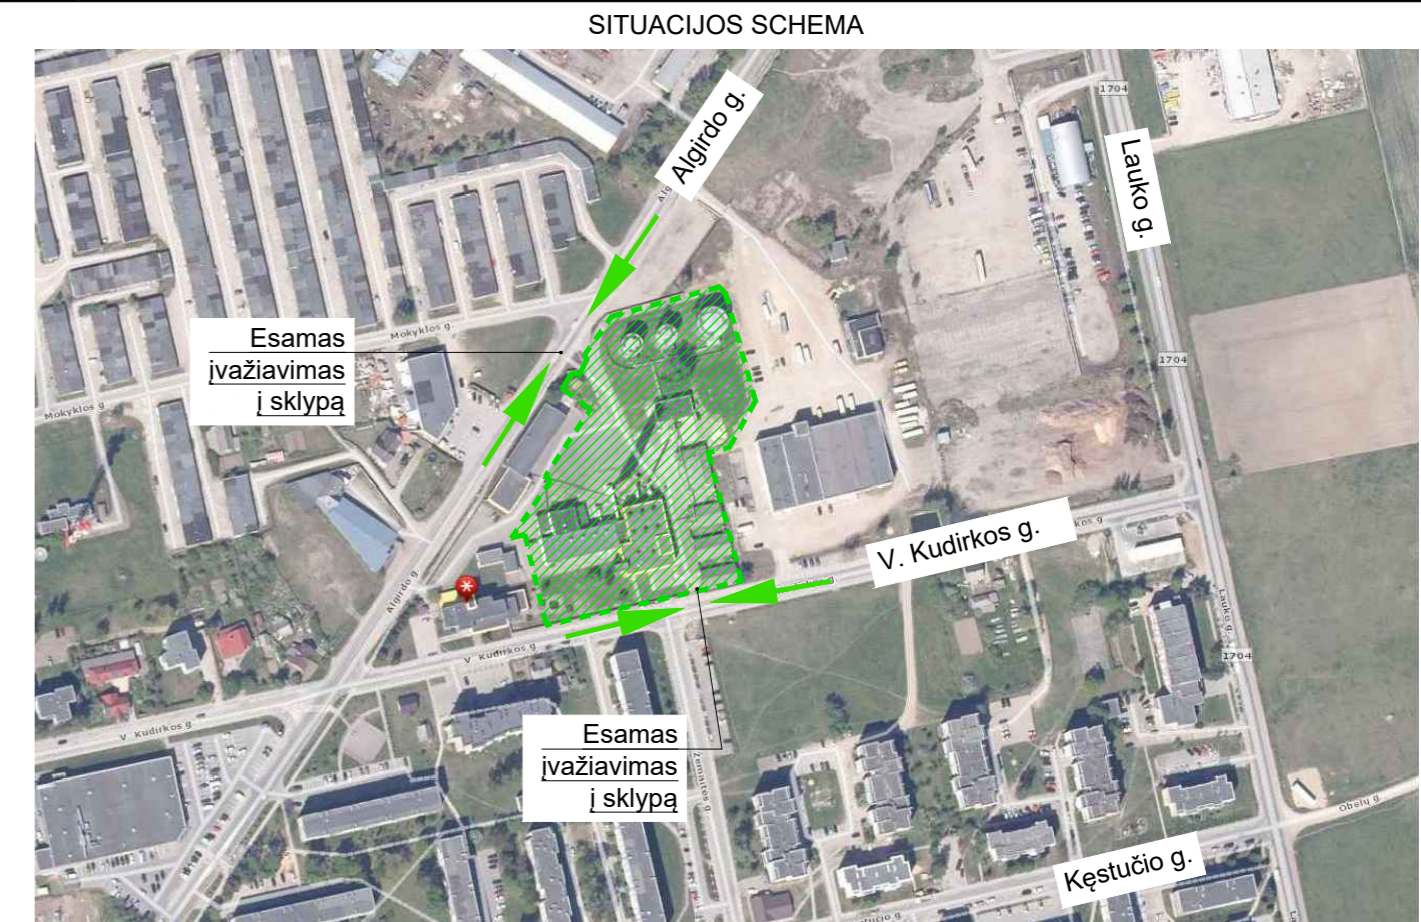 SITUACIJOS SCHEMA
Algirdo g.
1704
Lauko g.
Mokyklos g.
Esamas
įvažiavimas
į sklypą
1704
Mokyklos g
V. Kudirkos g.
Algirdo g.
Lauko g.
V. Kudirkos g
1704
V. Kudirkos g
Esamas
įvažiavimas
į sklypą
Žemaitės g
Obelų g
Kęstučio g.